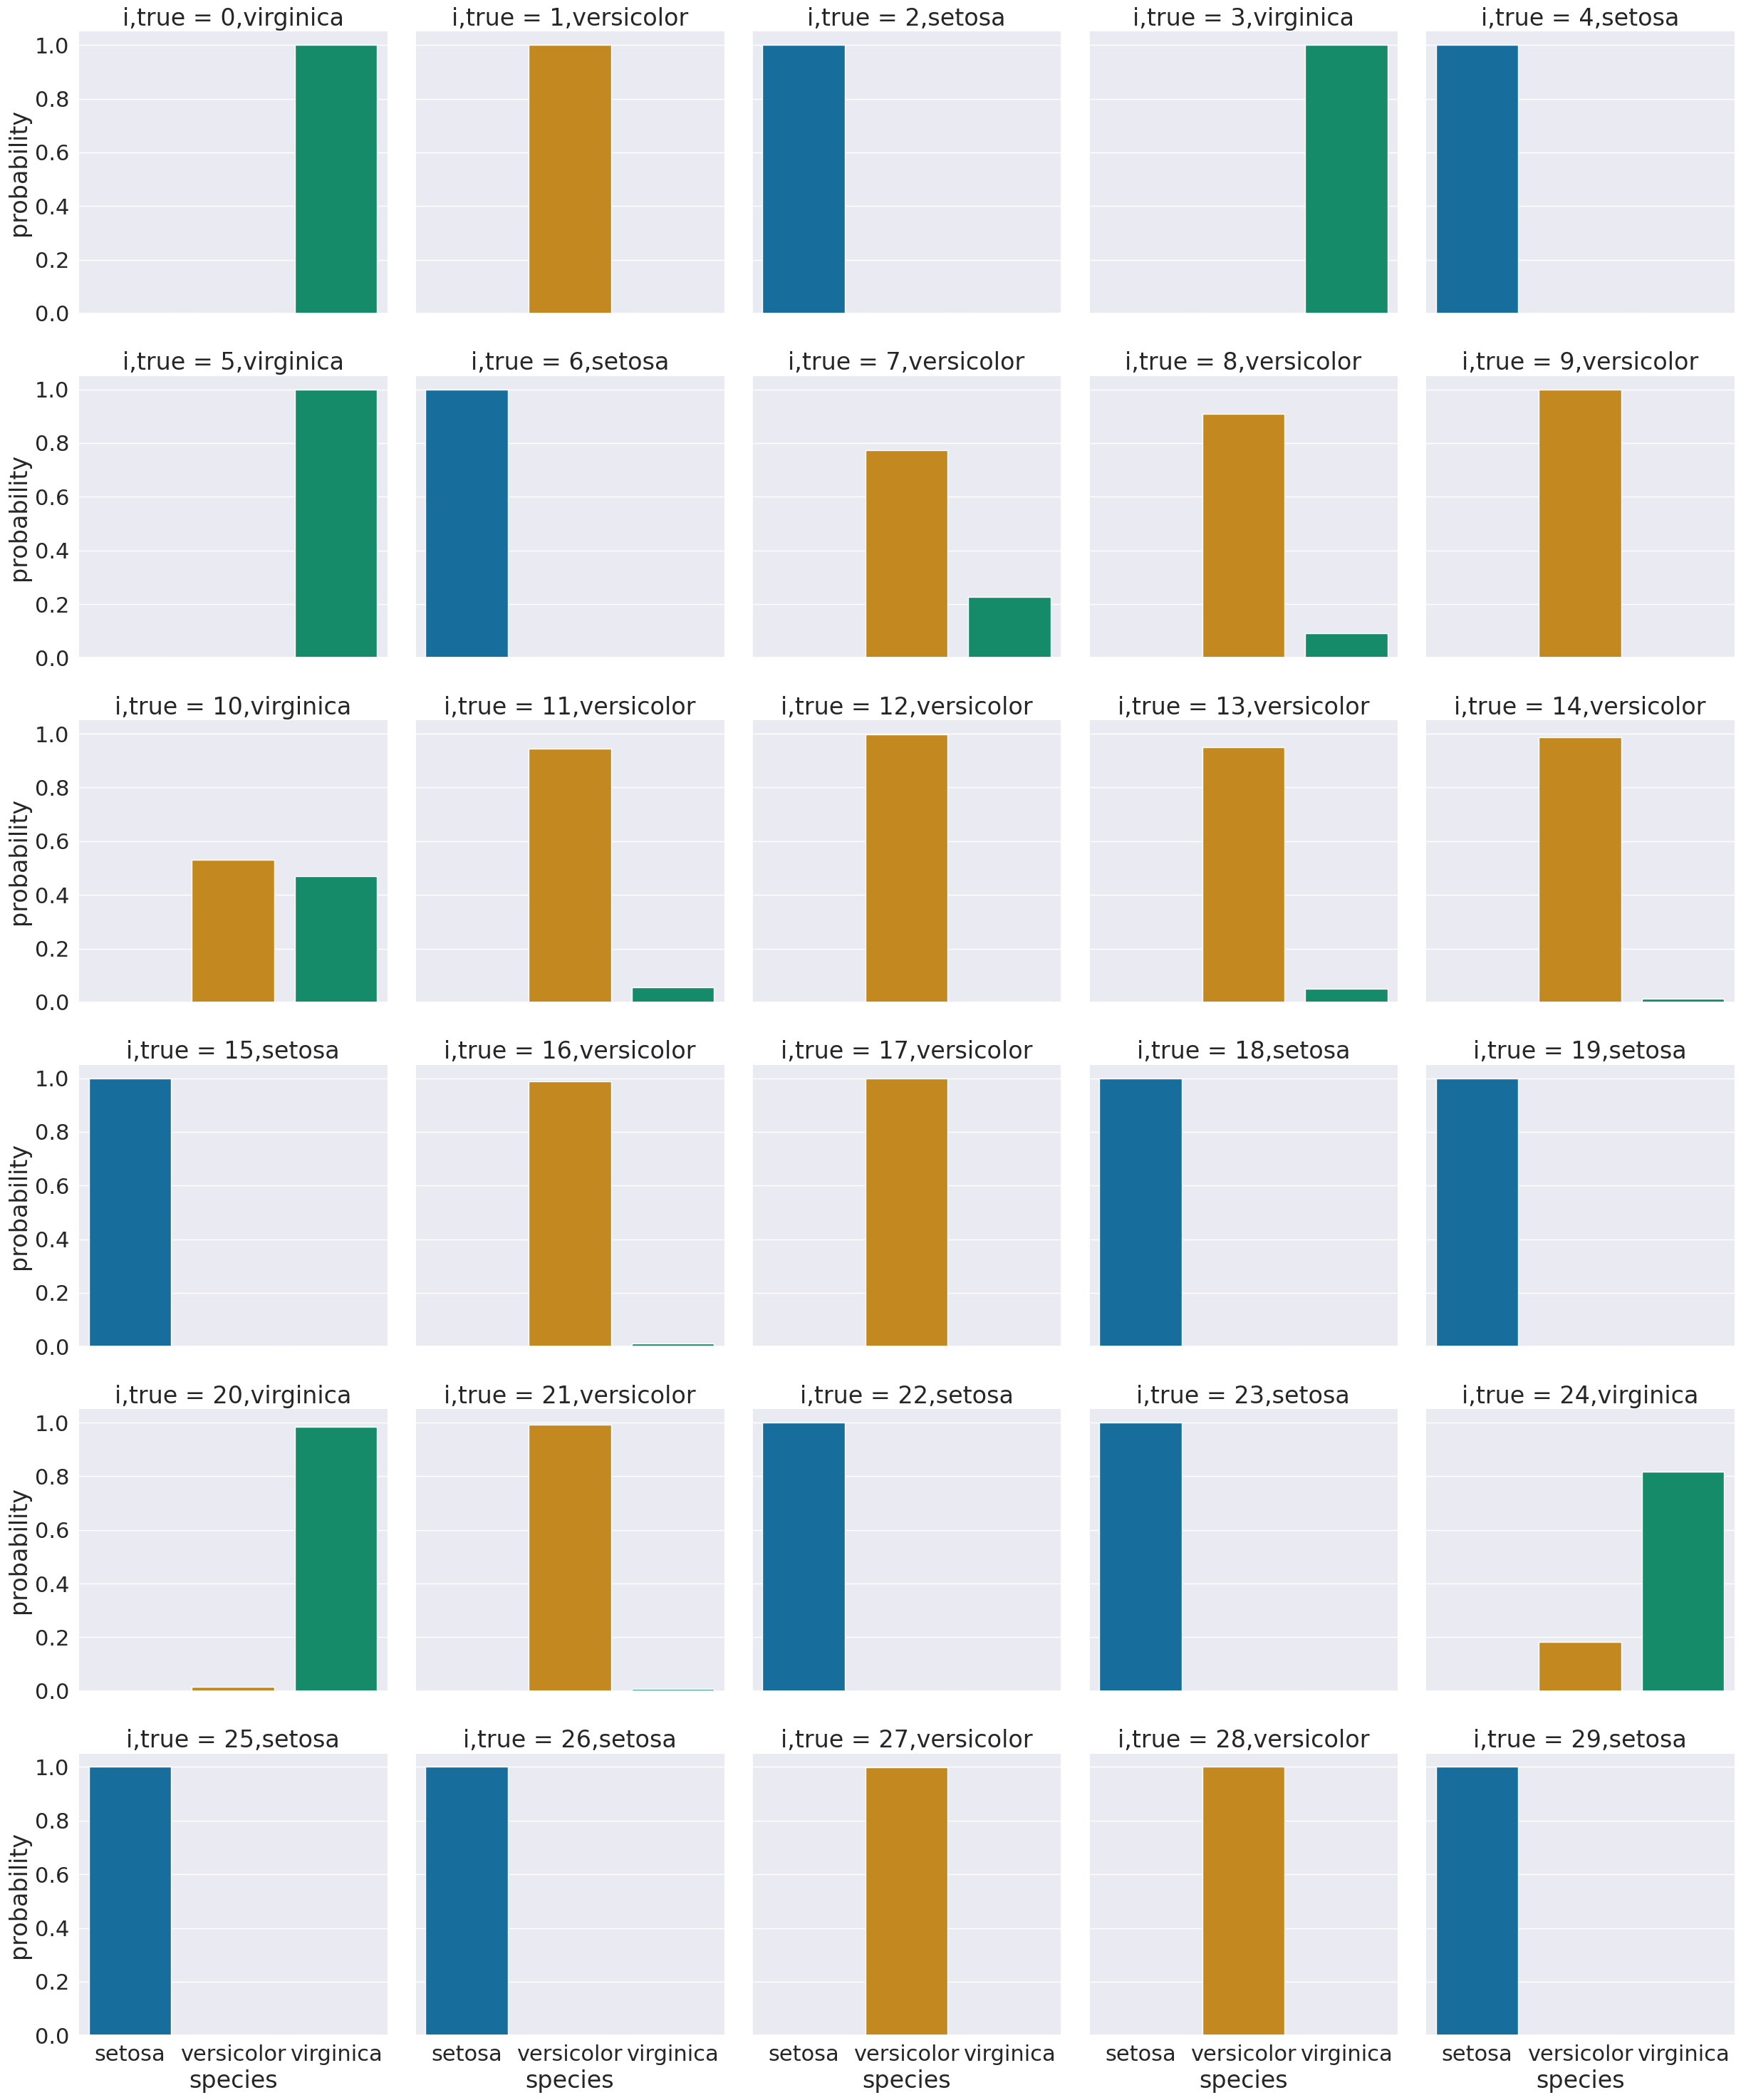 i,true = 0,virginica
i,true = 1,versicolor
i,true = 2,setosa
i,true = 3,virginica
i,true = 4,setosa
1.0
0.8
0.6
0.4
0.2
0.0
probability
i,true = 5,virginica
i,true = 6,setosa
i,true = 7,versicolor
i,true = 8,versicolor
i,true = 9,versicolor
1.0
0.8
0.6
0.4
0.2
0.0
probability
i,true = 10,virginica
i,true = 11,versicolor
i,true = 12,versicolor
i,true = 13,versicolor
i,true = 14,versicolor
1.0
0.8
0.6
0.4
0.2
0.0
probability
i,true = 15,setosa
i,true = 16,versicolor
i,true = 17,versicolor
i,true = 18,setosa
i,true = 19,setosa
1.0
0.8
0.6
0.4
0.2
0.0
probability
i,true = 20,virginica
i,true = 21,versicolor
i,true = 22,setosa
i,true = 23,setosa
i,true = 24,virginica
1.0
0.8
0.6
0.4
0.2
0.0
probability
i,true = 25,setosa
i,true = 26,setosa
i,true = 27,versicolor
i,true = 28,versicolor
i,true = 29,setosa
1.0
0.8
0.6
0.4
0.2
0.0
probability
setosa versicolor virginica
species
setosa versicolor virginica
species
setosa versicolor virginica
species
setosa versicolor virginica
species
setosa versicolor virginica
species